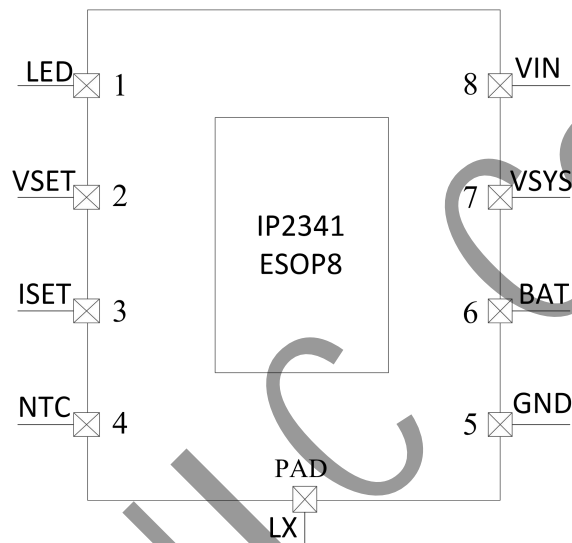 LED 1 8 VIN
VSET 2 7 VSYS
IP2341
ESOP8
ISET 3 6 BAT
NTC 4 5 GND
PAD
LX